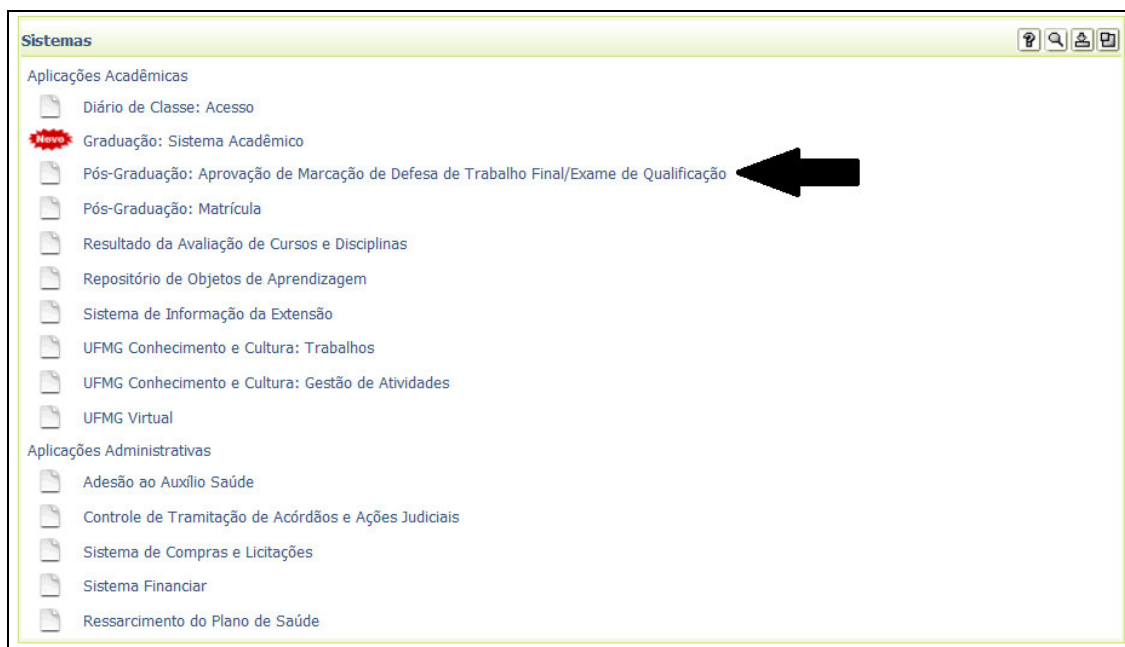 Sistemas
Aplicações Acadêmicas
Diário de Classe: Acesso
Novo Graduação: Sistema Acadêmico
Pós-Graduação: Aprovação de Marcação de Defesa de Trabalho Final/Exame de Qualificação
Pós-Graduação: Matrícula
Resultado da Avaliação de Cursos e Disciplinas
Repositório de Objetos de Aprendizagem
Sistema de Informação da Extensão
UFMG Conhecimento e Cultura: Trabalhos
UFMG Conhecimento e Cultura: Gestão de Atividades
UFMG Virtual
Aplicações Administrativas
Adesão ao Auxílio Saúde
Controle de Tramitação de Acórdãos e Ações Judiciais
Sistema de Compras e Licitações
Sistema Financiar
Ressarcimento do Plano de Saúde